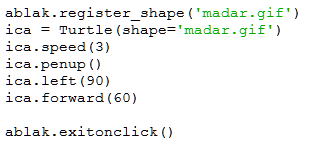 ablak.register_shape('madar.gif')
ica = Turtle(shape='madar.gif')
ica.speed(3)
ica.penup()
ica.left(90)
ica.forward(60)

ablak.exitonclick()